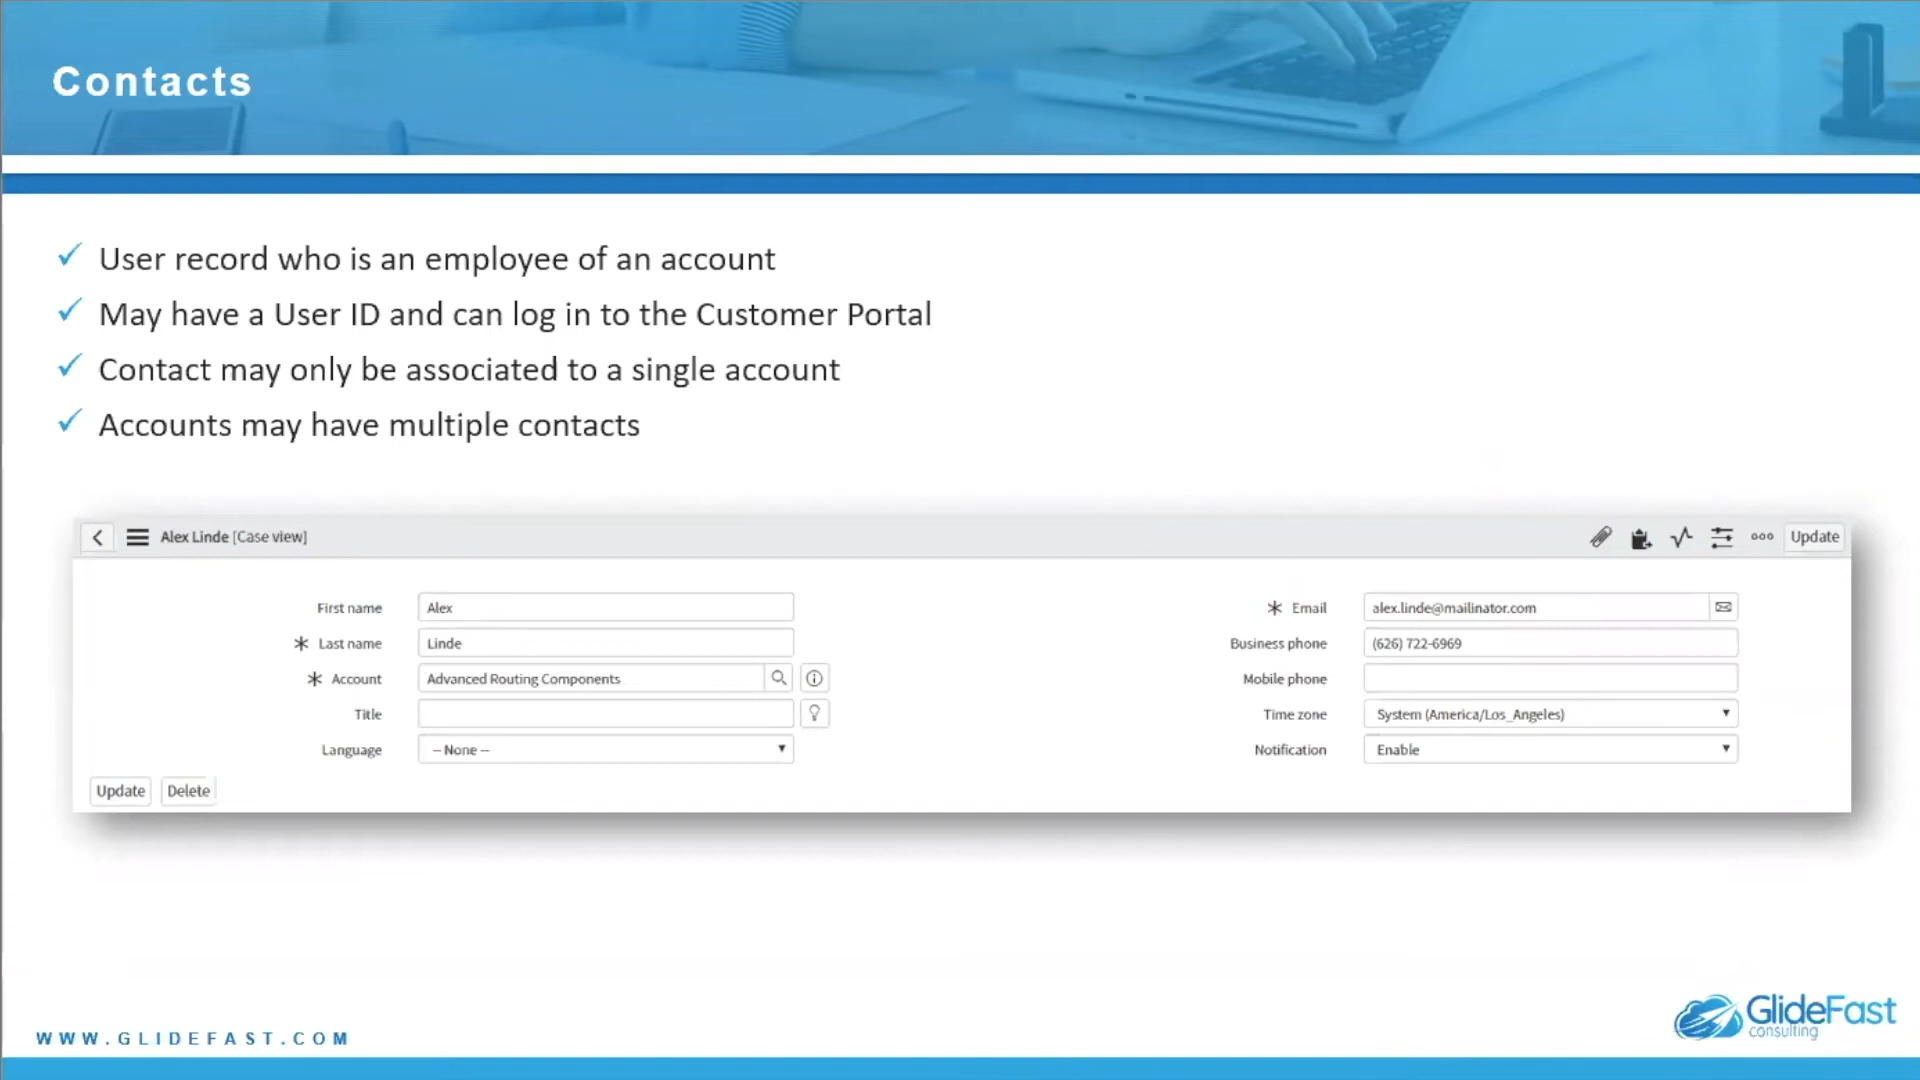 Contacts
User record who is an employee of an account
May have a User ID and can log in to the Customer Portal
Contact may only be associated to a single account
Accounts may have multiple contacts
Alex Linde [Case view]
Update
First name Alex
* Last name Linde
* Account Advanced Routing Components
Title
Language -- None --
* Email alex.linde@mailinator.com
Business phone (626) 722-6969
Mobile phone
Time zone System (America/Los_Angeles)
Notification Enable
Update Delete
WWW.GLIDEFAST.COM
GlideFast
consulting